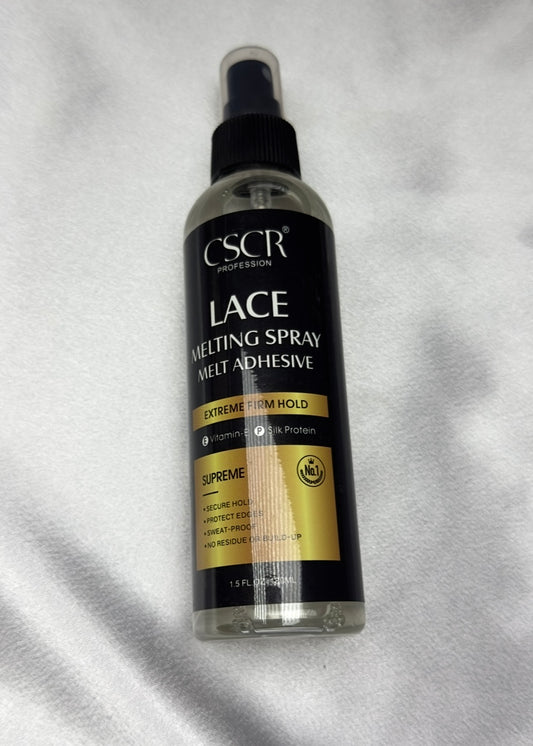 CSCR®
PROFESSION
LACE
MELTING SPRAY
MELT ADHESIVE
EXTREME FIRM HOLD
E Vitamin-E P Silk Protein
SUPREME
No.1
• SECURE HOLD
• PROTECT EDGES
• SWEAT-PROOF
• NO RESIDUE OR BUILD-UP
1.5 FL.OZ